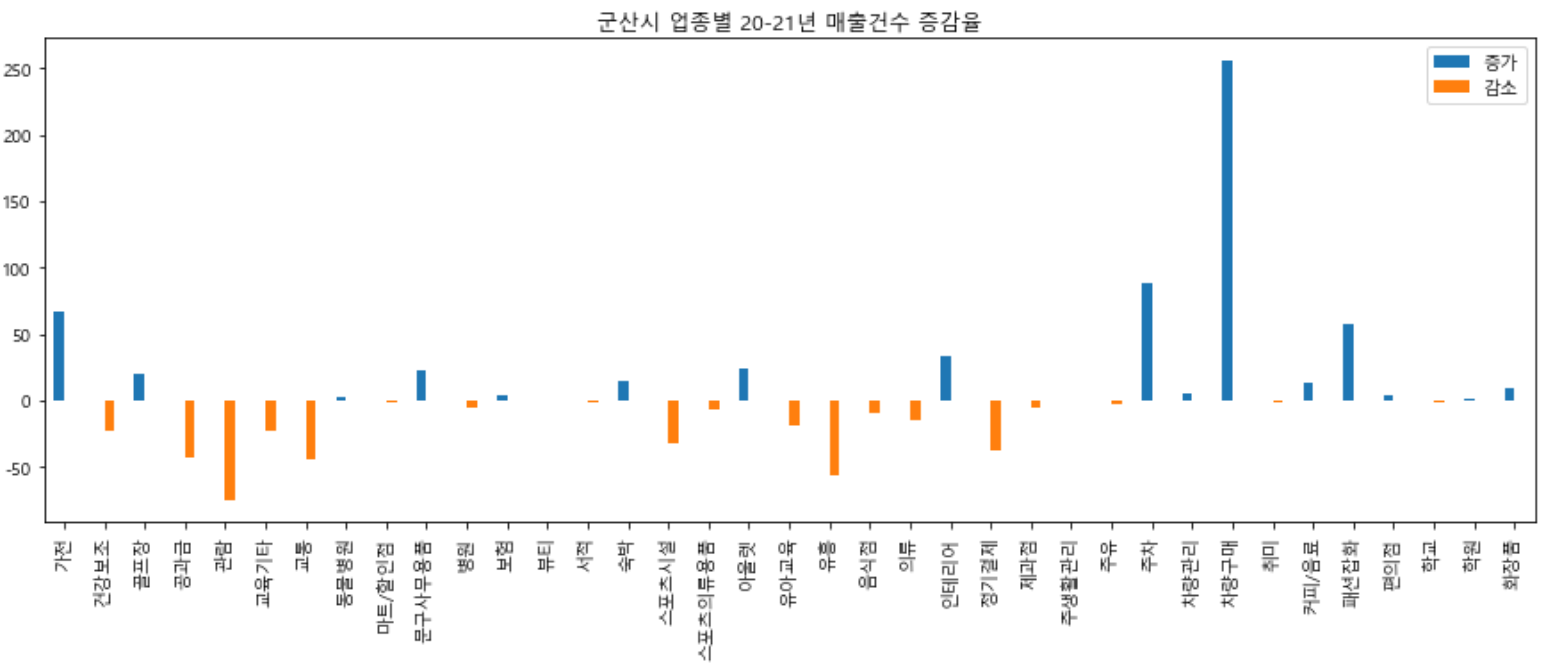 군산시 업종별 20-21년 매출건수 증감율
증가
감소
250
200
150
100
50
0
-50
가전
건강보조
골프장
공과금
관람
교육기타
교통
동물병원
마트/할인점
문구사무용품
병원
보험
뷰티
서적
숙박
스포츠시설
스포츠의류용품
아울렛
유아교육
유흥
음식점
의류
인테리어
정기결제
제과점
주생활관리
주유
주차
차량관리
차량구매
취미
커피/음료
패션잡화
편의점
학교
학원
화장품